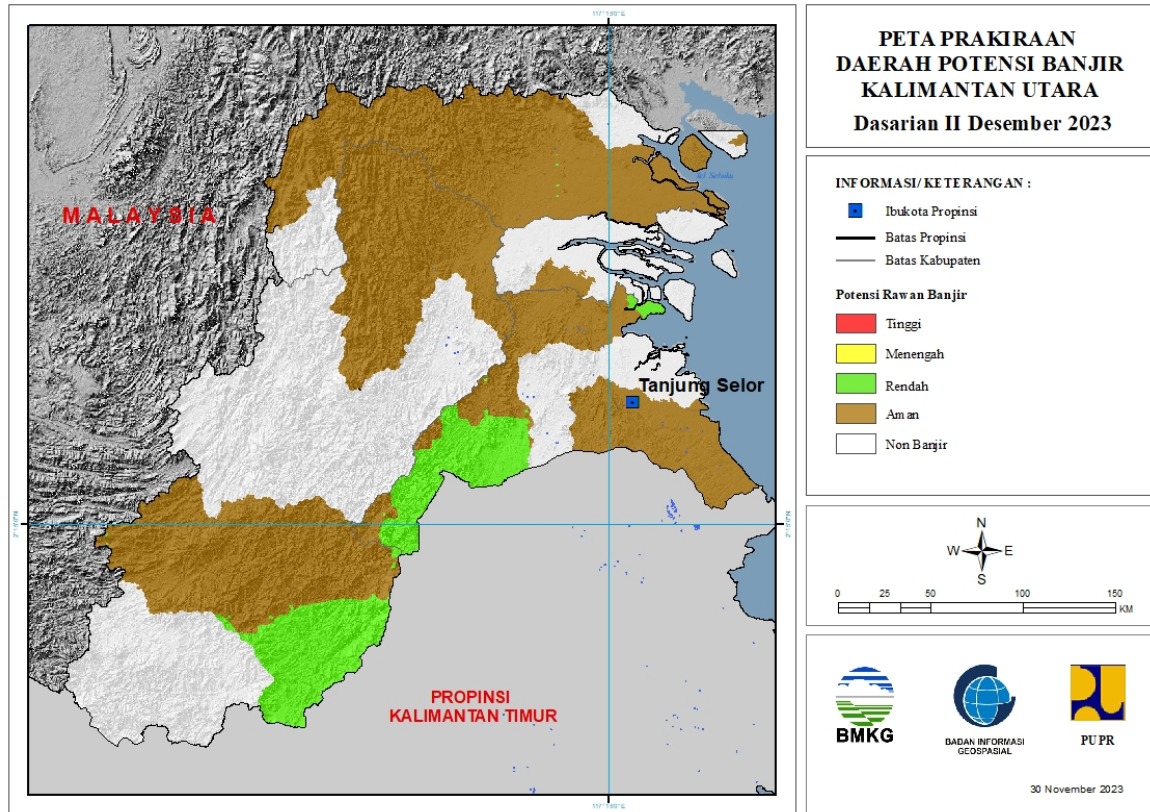 PETA PRAKIRAAN
DAERAH POTENSI BANJIR
KALIMANTAN UTARA
Dasarian II Desember 2023
INFORMASI/ KETERANGAN :
Ibukota Propinsi
Batas Propinsi
Batas Kabupaten
Potensi Rawan Banjir
Tinggi
Menengah
Rendah
Aman
Non Banjir
N
W
E
S
0 25 50 100 150
KM
BMKG
BADAN INFORMASI
GEOSPASIAL
PUPR
30 November 2023
MALAYSIA
Tanjung Selor
PROPINSI
KALIMANTAN TIMUR